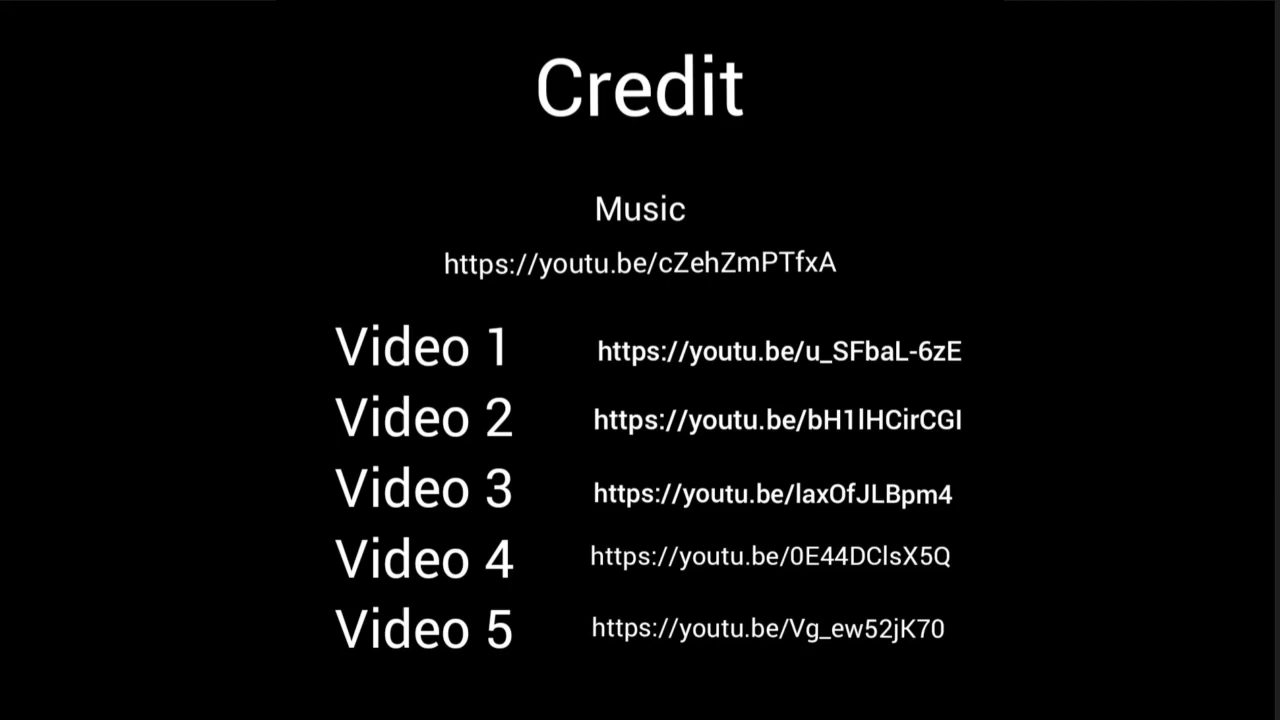 Credit
Music
https://youtu.be/cZehZmPTfxA
Video 1 https://youtu.be/u_SFbaL-6zE
Video 2 https://youtu.be/bH1lHCirCGI
Video 3 https://youtu.be/laxOfJLBpm4
Video 4 https://youtu.be/0E44DClsX5Q
Video 5 https://youtu.be/Vg_ew52jK70